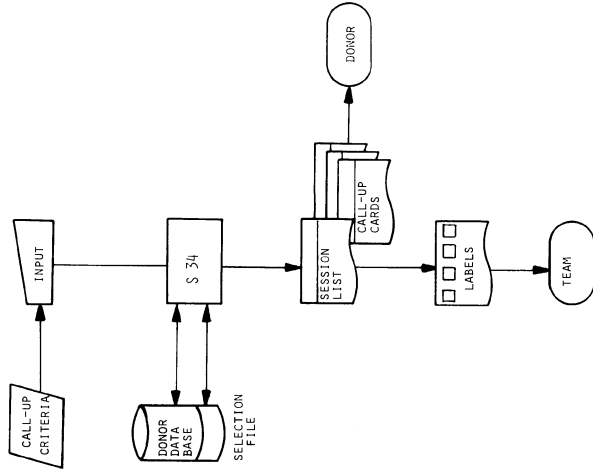 CALL-UP
CRITERIA
INPUT
DONOR
DATA
BASE
SELECTION
FILE
S 34
SESSION
LIST
CALL-UP
CARDS
DONOR
LABELS
TEAM